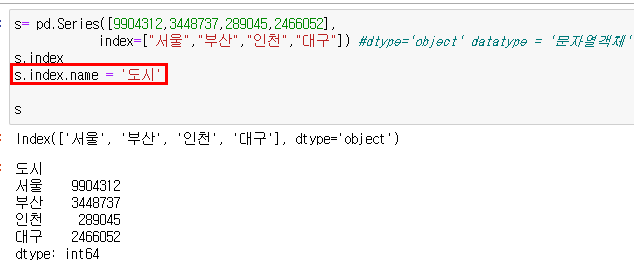 s= pd.Series([9904312,3448737,289045,2466052],
index=["서울","부산","인천","대구"]) #dtype='object' datatype = '문자열객체'
s.index
s.index.name = '도시'
s
Index(['서울', '부산', '인천', '대구'], dtype='object')
도시
서울 9904312
부산 3448737
인천 289045
대구 2466052
dtype: int64